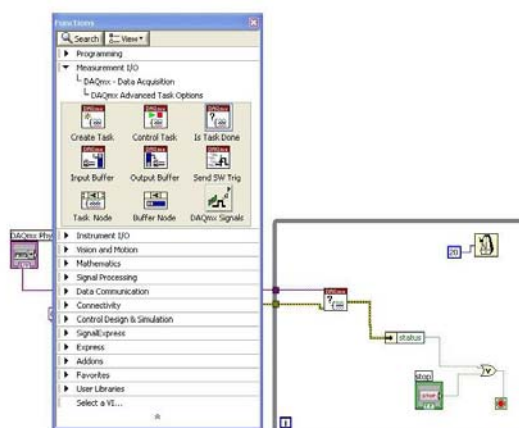 Functions
Search View
Programming
Measurement I/O
DAQmx - Data Acquisition
DAQmx Advanced Task Options
Create Task Control Task Is Task Done
Input Buffer Output Buffer Send SW Trig
Task Node Buffer Node DAQmx Signals
Instrument I/O
Vision and Motion
Mathematics
Signal Processing
Data Communication
Connectivity
Control Design & Simulation
SignalExpress
Express
Addons
Favorites
User Libraries
Select a VI...
DAQmx Phy
20
status
stop
i